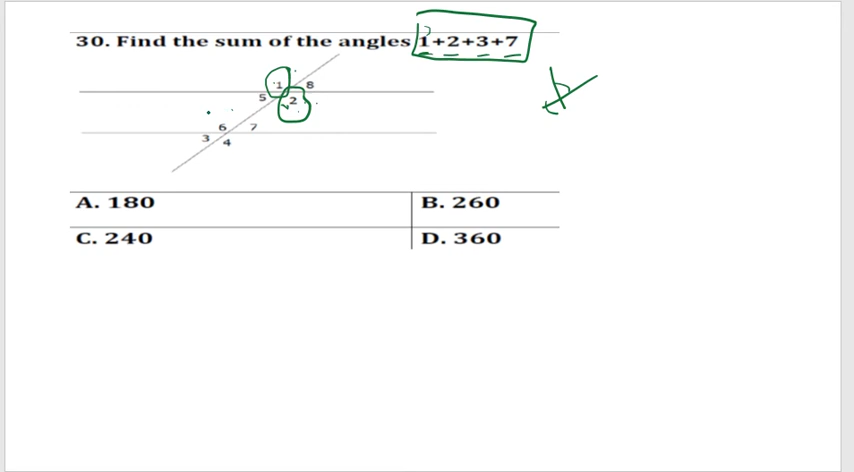 30. Find the sum of the angles 1+2+3+7
1 8
5 2
6 7
3 4
A. 180 B. 260
C. 240 D. 360